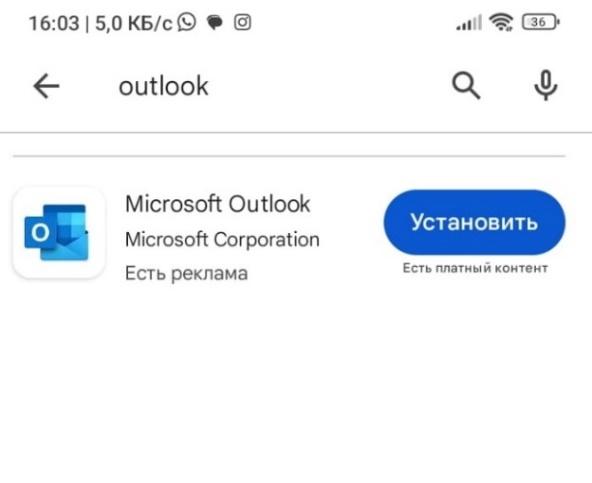 16:03 | 5,0 КБ/с
36
outlook
O
Microsoft Outlook
Microsoft Corporation
Есть реклама
Установить
Есть платный контент